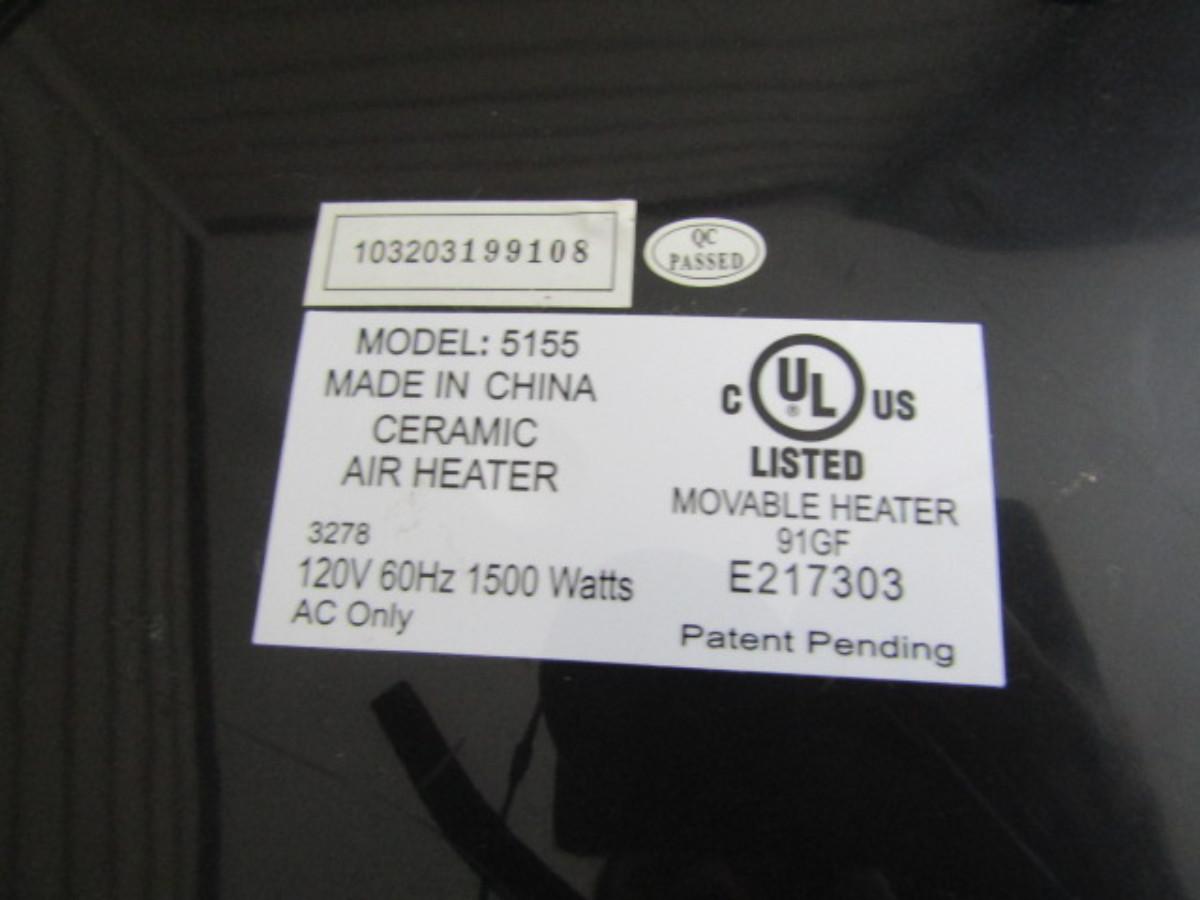 103203199108
QC
PASSED
MODEL: 5155
MADE IN CHINA
CERAMIC
AIR HEATER
3278
120V 60Hz 1500 Watts
AC Only
C UL ® US
LISTED
MOVABLE HEATER
91GF
E217303
Patent Pending